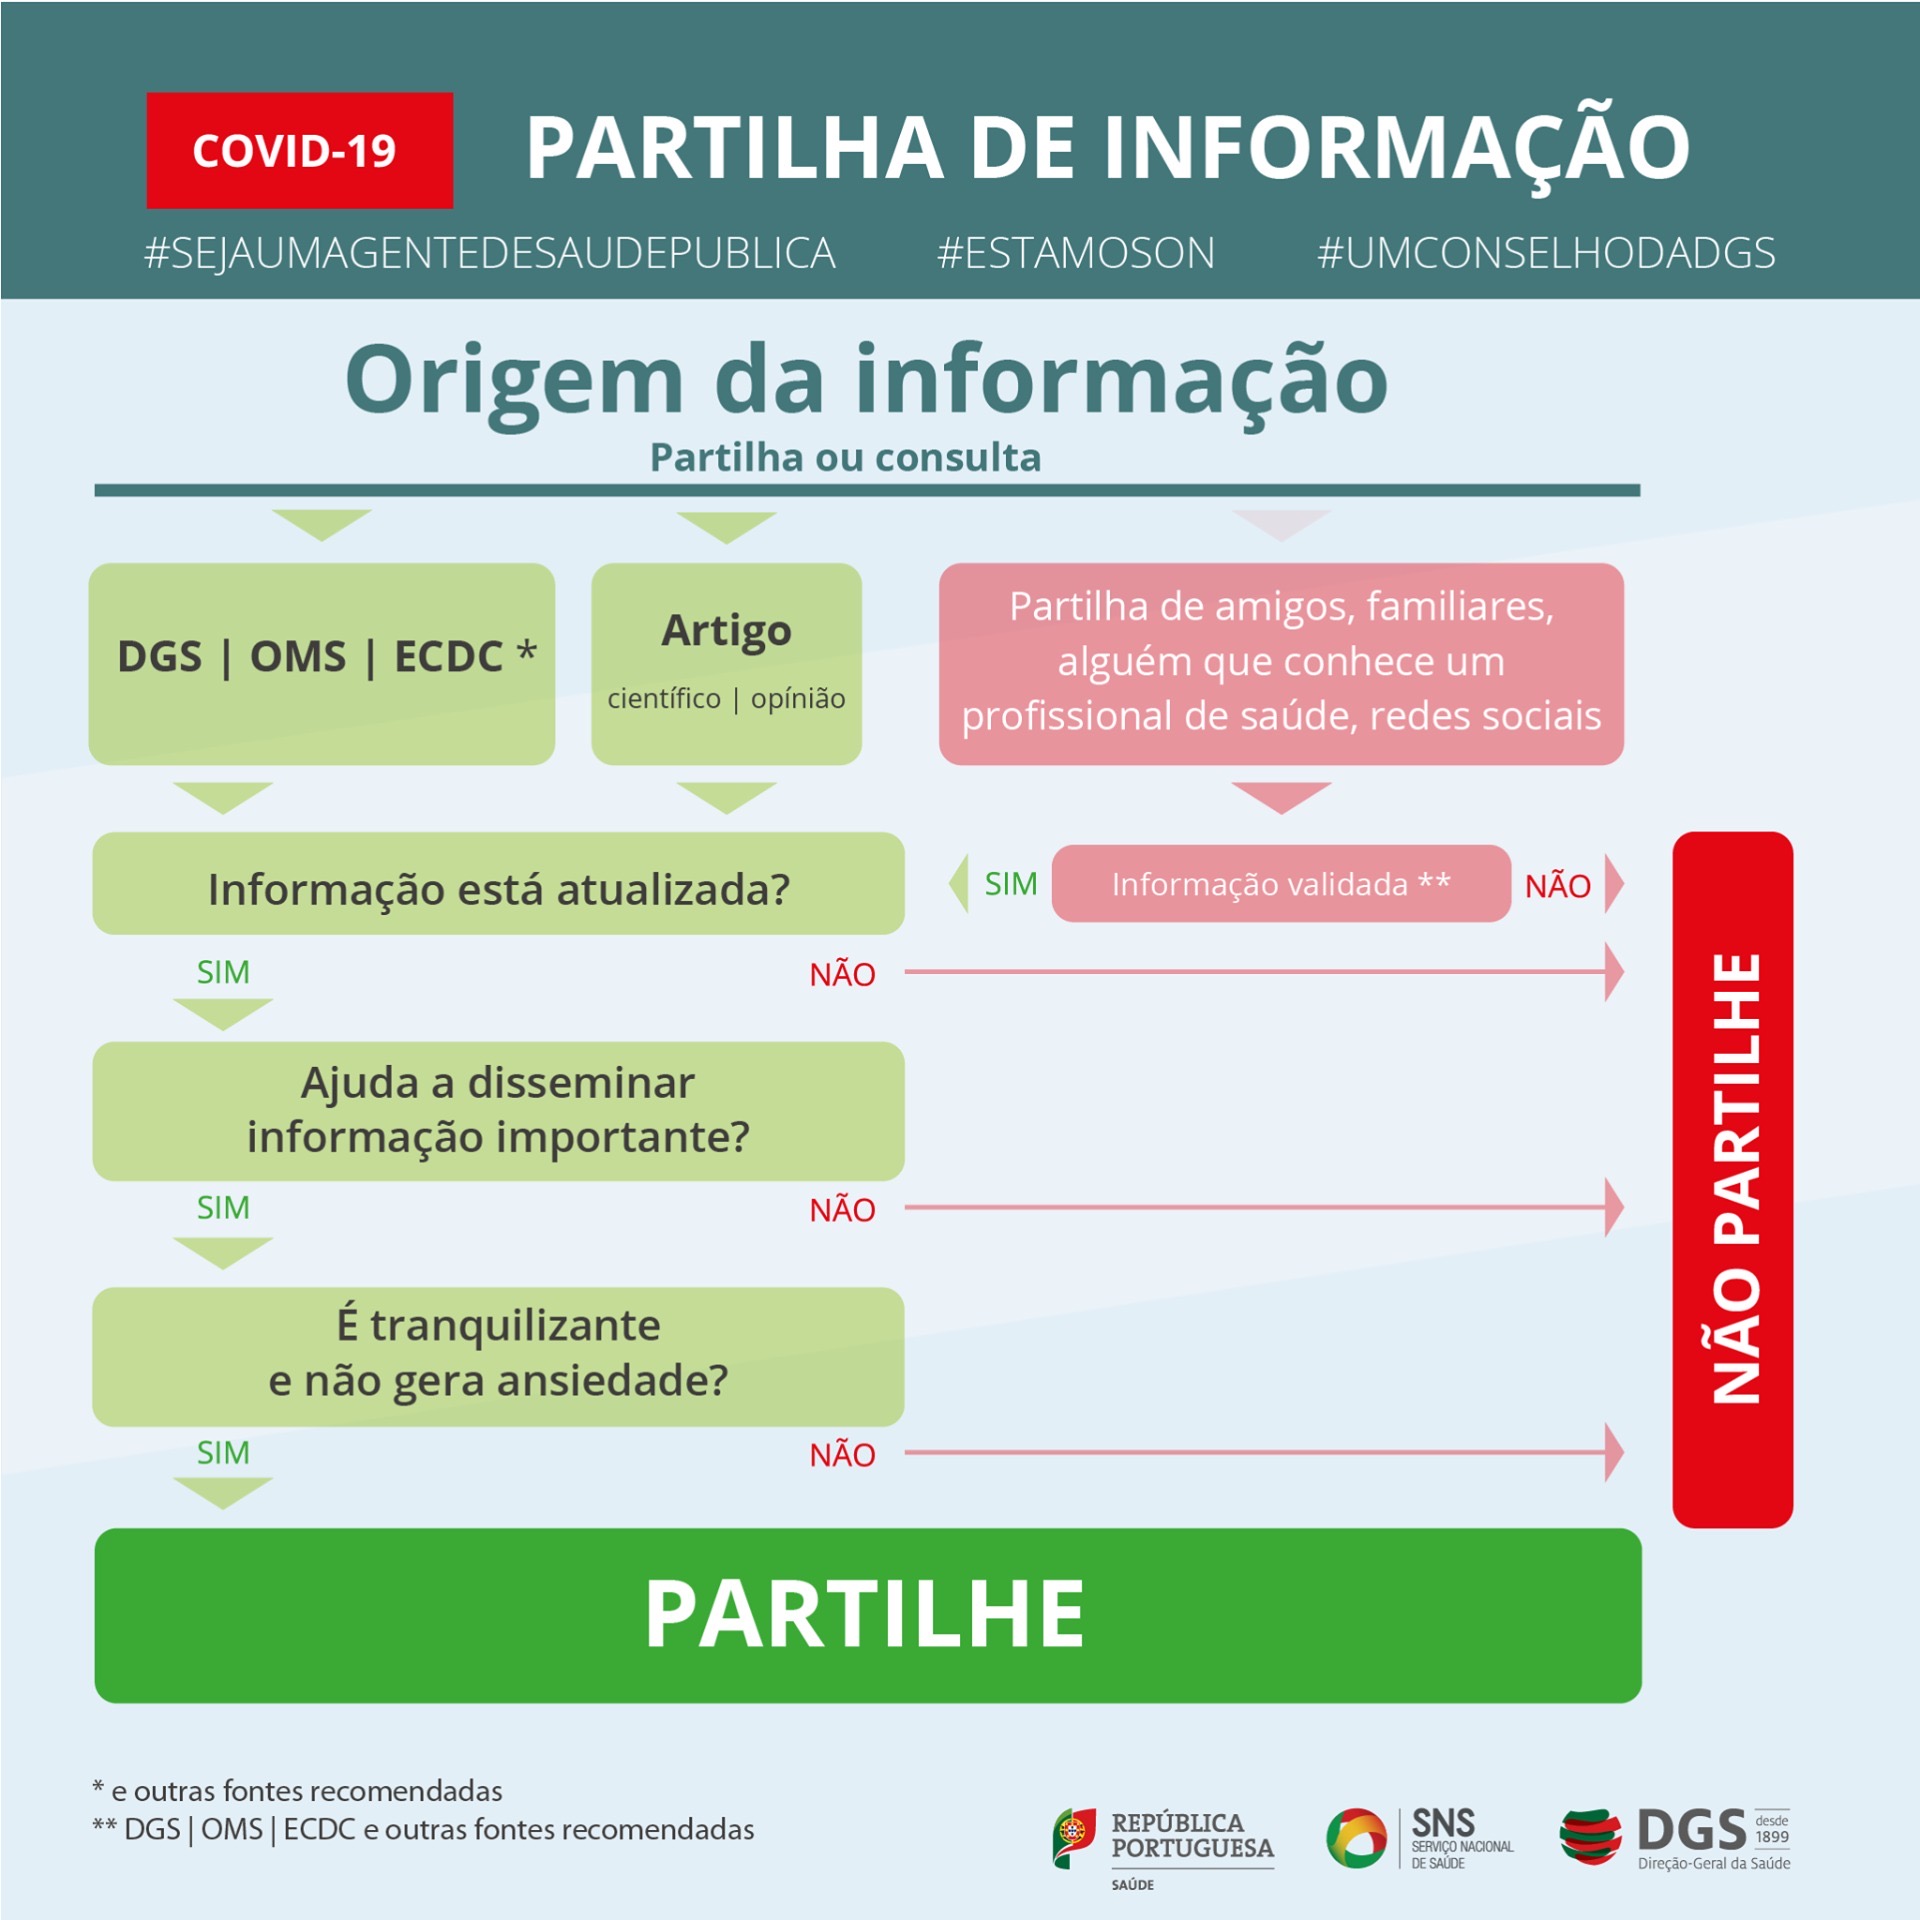 COVID-19
PARTILHA DE INFORMAÇÃO
#SEJAUMAGENTEDESAUDEPUBLICA #ESTAMOSON #UMCONSELHODADGS
Origem da informação
Partilha ou consulta
DGS | OMS | ECDC *
Artigo
científico | opínião
Partilha de amigos, familiares,
alguém que conhece um
profissional de saúde, redes sociais
Informação está atualizada?
SIM
Informação validada **
NÃO
SIM
NÃO
Ajuda a disseminar
informação importante?
SIM
NÃO
É tranquilizante
e não gera ansiedade?
SIM
NÃO
NÃO PARTILHE
PARTILHE
* e outras fontes recomendadas
** DGS | OMS | ECDC e outras fontes recomendadas
REPÚBLICA
PORTUGUESA
SAÚDE
SNS
SERVIÇO NACIONAL
DE SAÚDE
DGS
desde
1899
Direção-Geral da Saúde